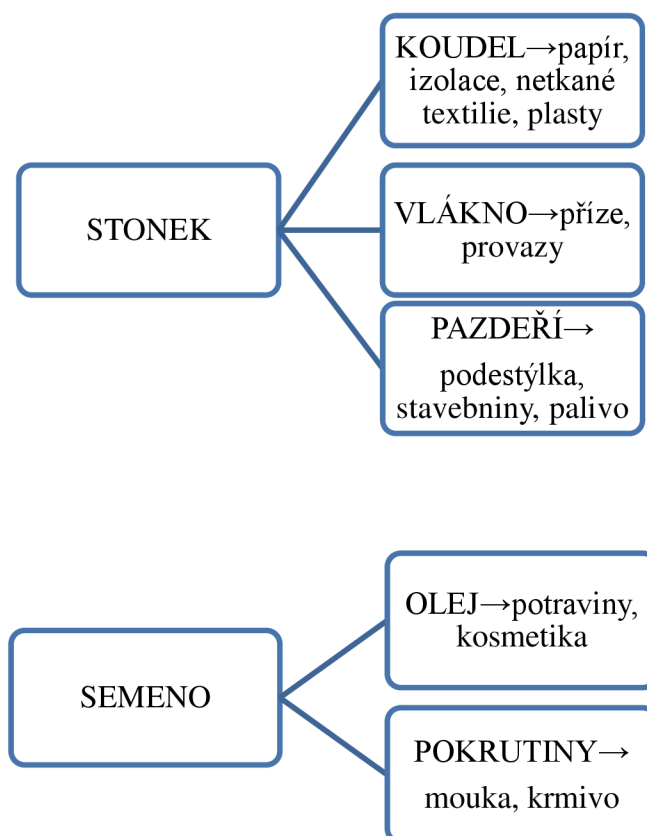 STONEK
KOUDEL→papír,
izolace, netkané
textilie, plasty
VLÁKNO→příze,
provazy
PAZDEŘÍ→
podestýlka,
stavebniny, palivo
SEMENO
OLEJ→potraviny,
kosmetika
POKRUTINY→
mouka, krmivo